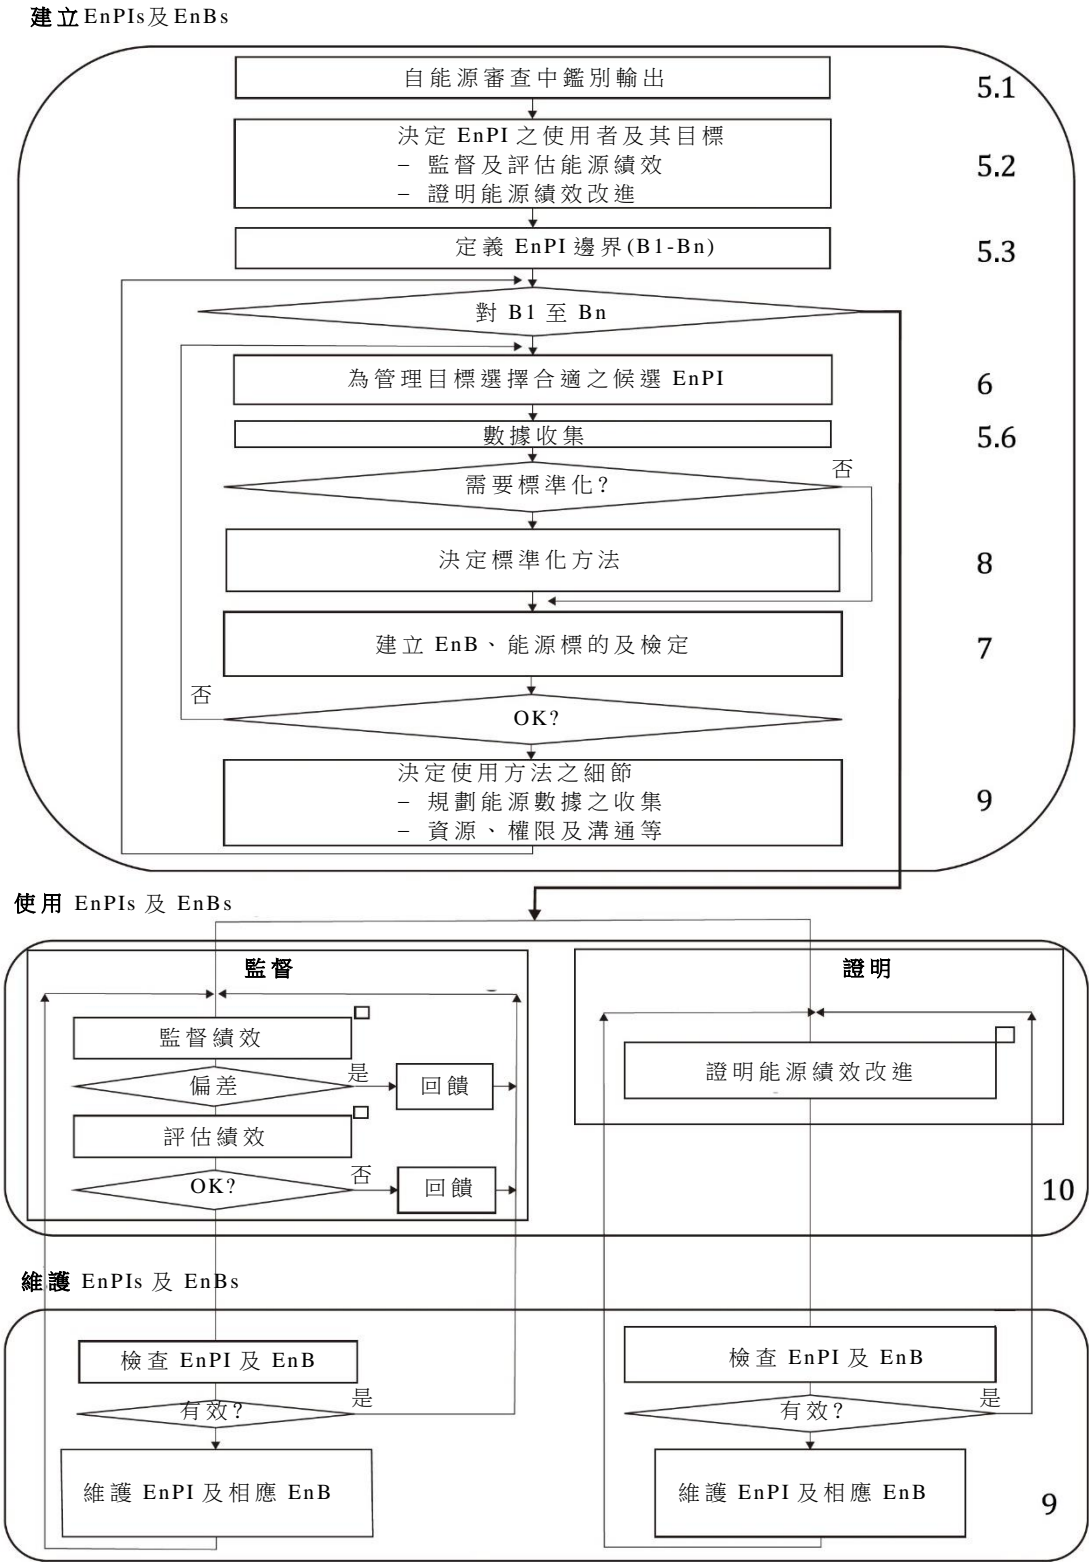 建立EnPIs及EnBs
自能源審查中鑑別輸出
5.1
決定 EnPI 之使用者及其目標
– 監督及評估能源績效
– 證明能源績效改進
5.2
定義 EnPI 邊界(B1-Bn)
5.3
對 B1 至 Bn
為管理目標選擇合適之候選 EnPI
6
數據收集
5.6
需要標準化?
否
決定標準化方法
8
建立 EnB、能源標的及檢定
7
否
OK?
決定使用方法之細節
– 規劃能源數據之收集
– 資源、權限及溝通等
9
使用 EnPIs 及 EnBs
監督
監督績效
偏差
是
回饋
評估績效
OK?
否
回饋
證明
證明能源績效改進
10
維護 EnPIs 及 EnBs
檢查 EnPI 及 EnB
有效?
是
維護 EnPI 及相應 EnB
檢查 EnPI 及 EnB
有效?
是
維護 EnPI 及相應 EnB
9